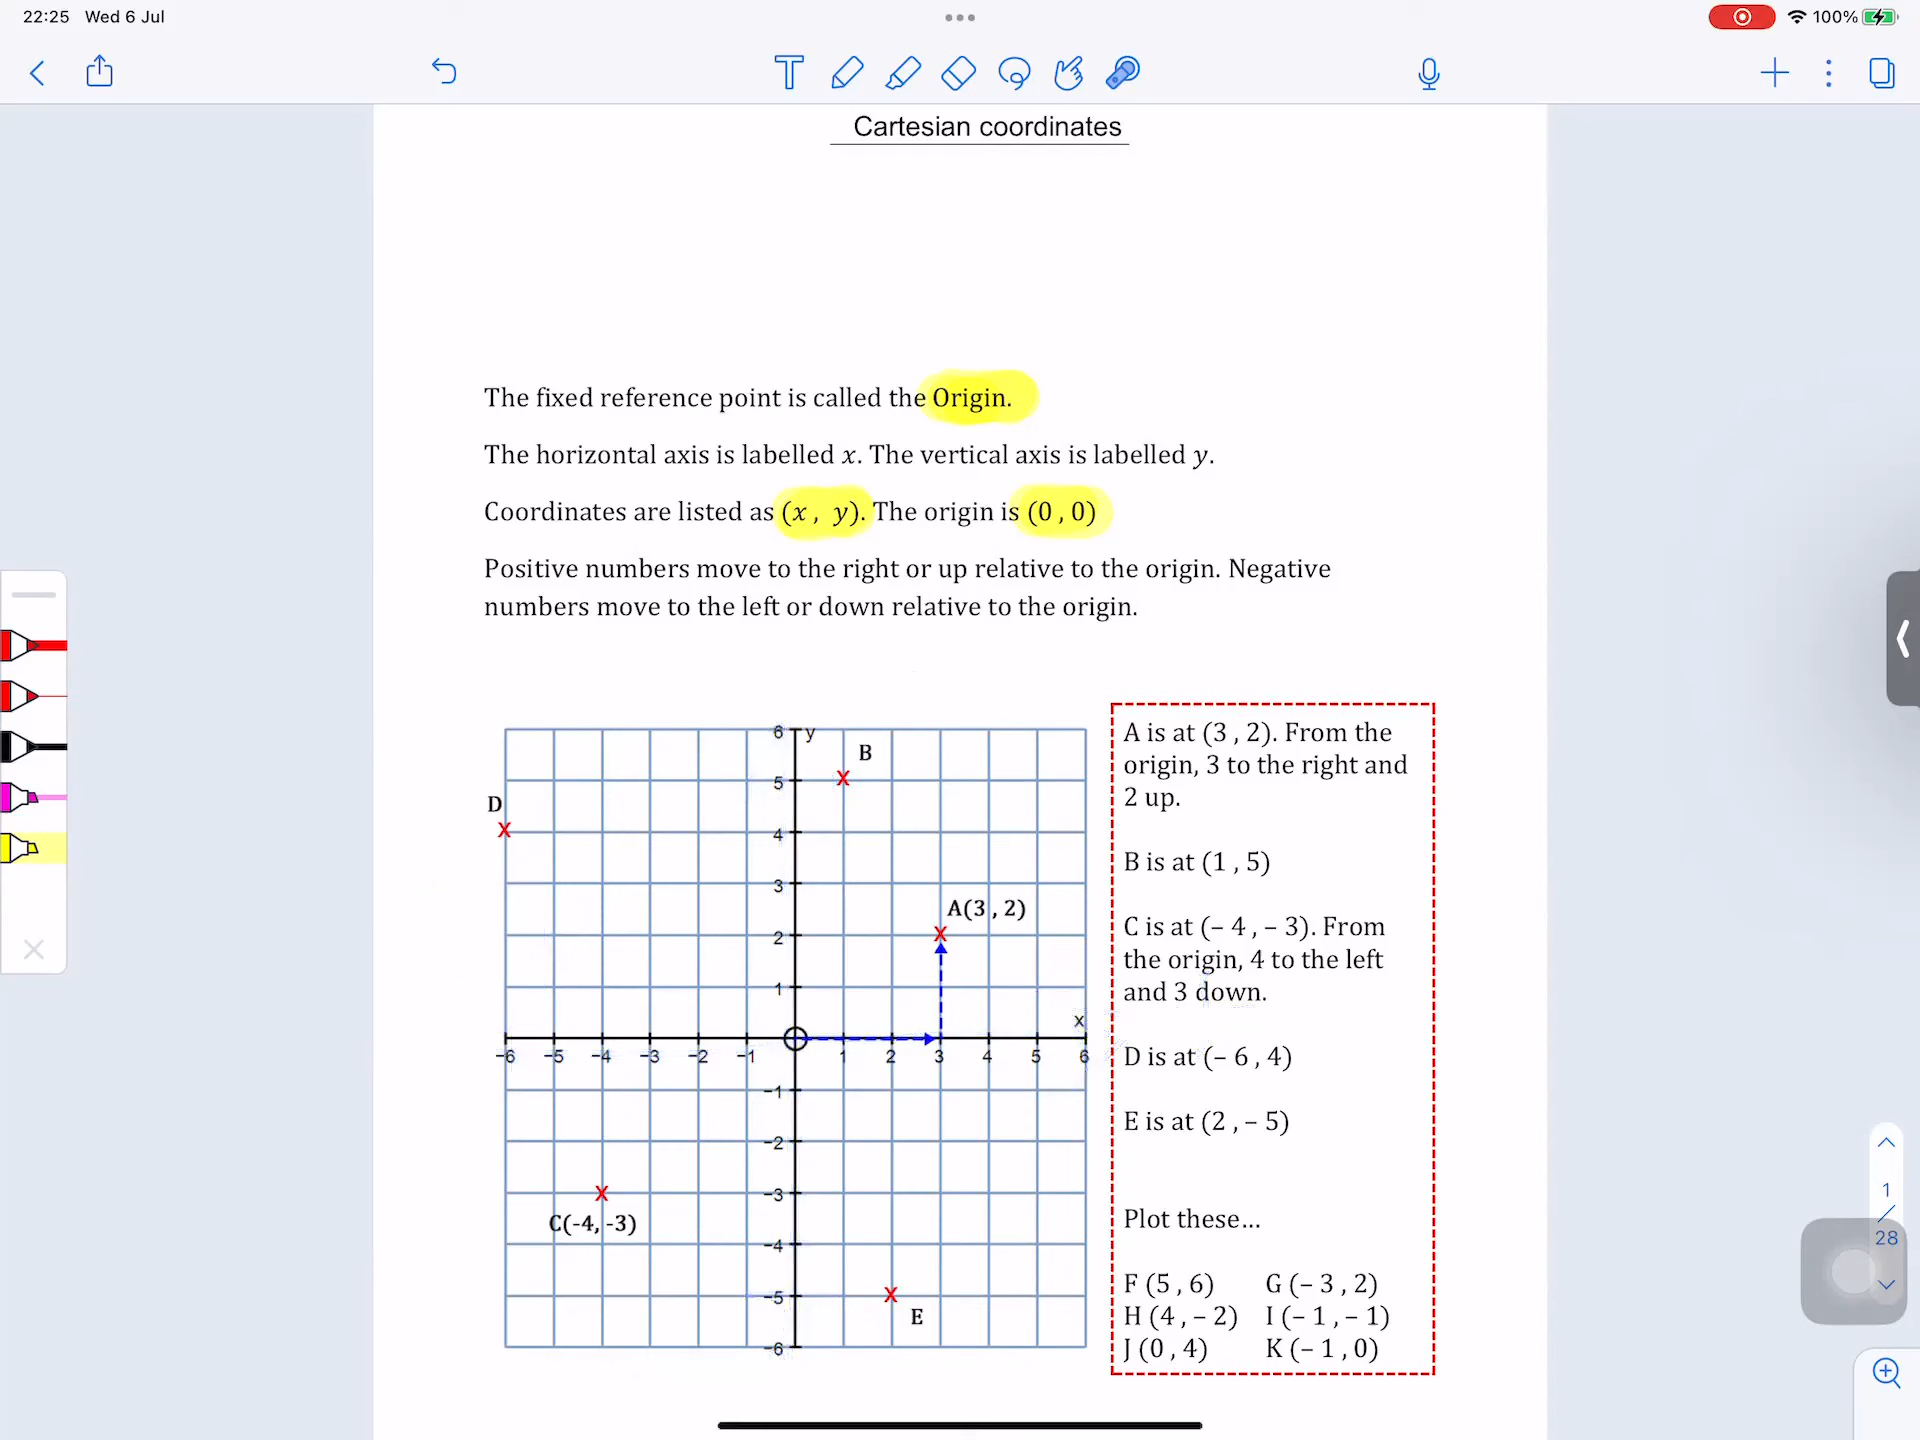 22:25 Wed 6 Jul
100%
Cartesian coordinates
The fixed reference point is called the Origin.
The horizontal axis is labelled x. The vertical axis is labelled y.
Coordinates are listed as (x , y). The origin is (0 , 0)
Positive numbers move to the right or up relative to the origin. Negative
numbers move to the left or down relative to the origin.
6 y
B
5
D
4
3
A(3 , 2)
2
1
x
−6 −5 −4 −3 −2 −1 1 2 3 4 5 6
−1
−2
−3
C(-4, -3)
−4
−5
E
−6
A is at (3 , 2). From the
origin, 3 to the right and
2 up.
B is at (1 , 5)
C is at (− 4 , − 3). From
the origin, 4 to the left
and 3 down.
D is at (− 6 , 4)
E is at (2 , − 5)
Plot these...
F (5 , 6) G (− 3 , 2)
H (4 , − 2) I (− 1 , − 1)
J (0 , 4) K (− 1 , 0)
1
/
28